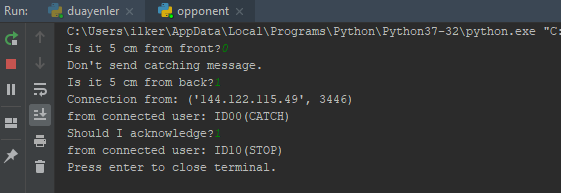 Run: duayenler × opponent ×
C:\Users\ilker\AppData\Local\Programs\Python\Python37-32\python.exe "C:
Is it 5 cm from front?0
Don't send catching message.
Is it 5 cm from back?1
Connection from: ('144.122.115.49', 3446)
from connected user: ID00(CATCH)
Should I acknowledge?1
from connected user: ID10(STOP)
Press enter to close terminal.